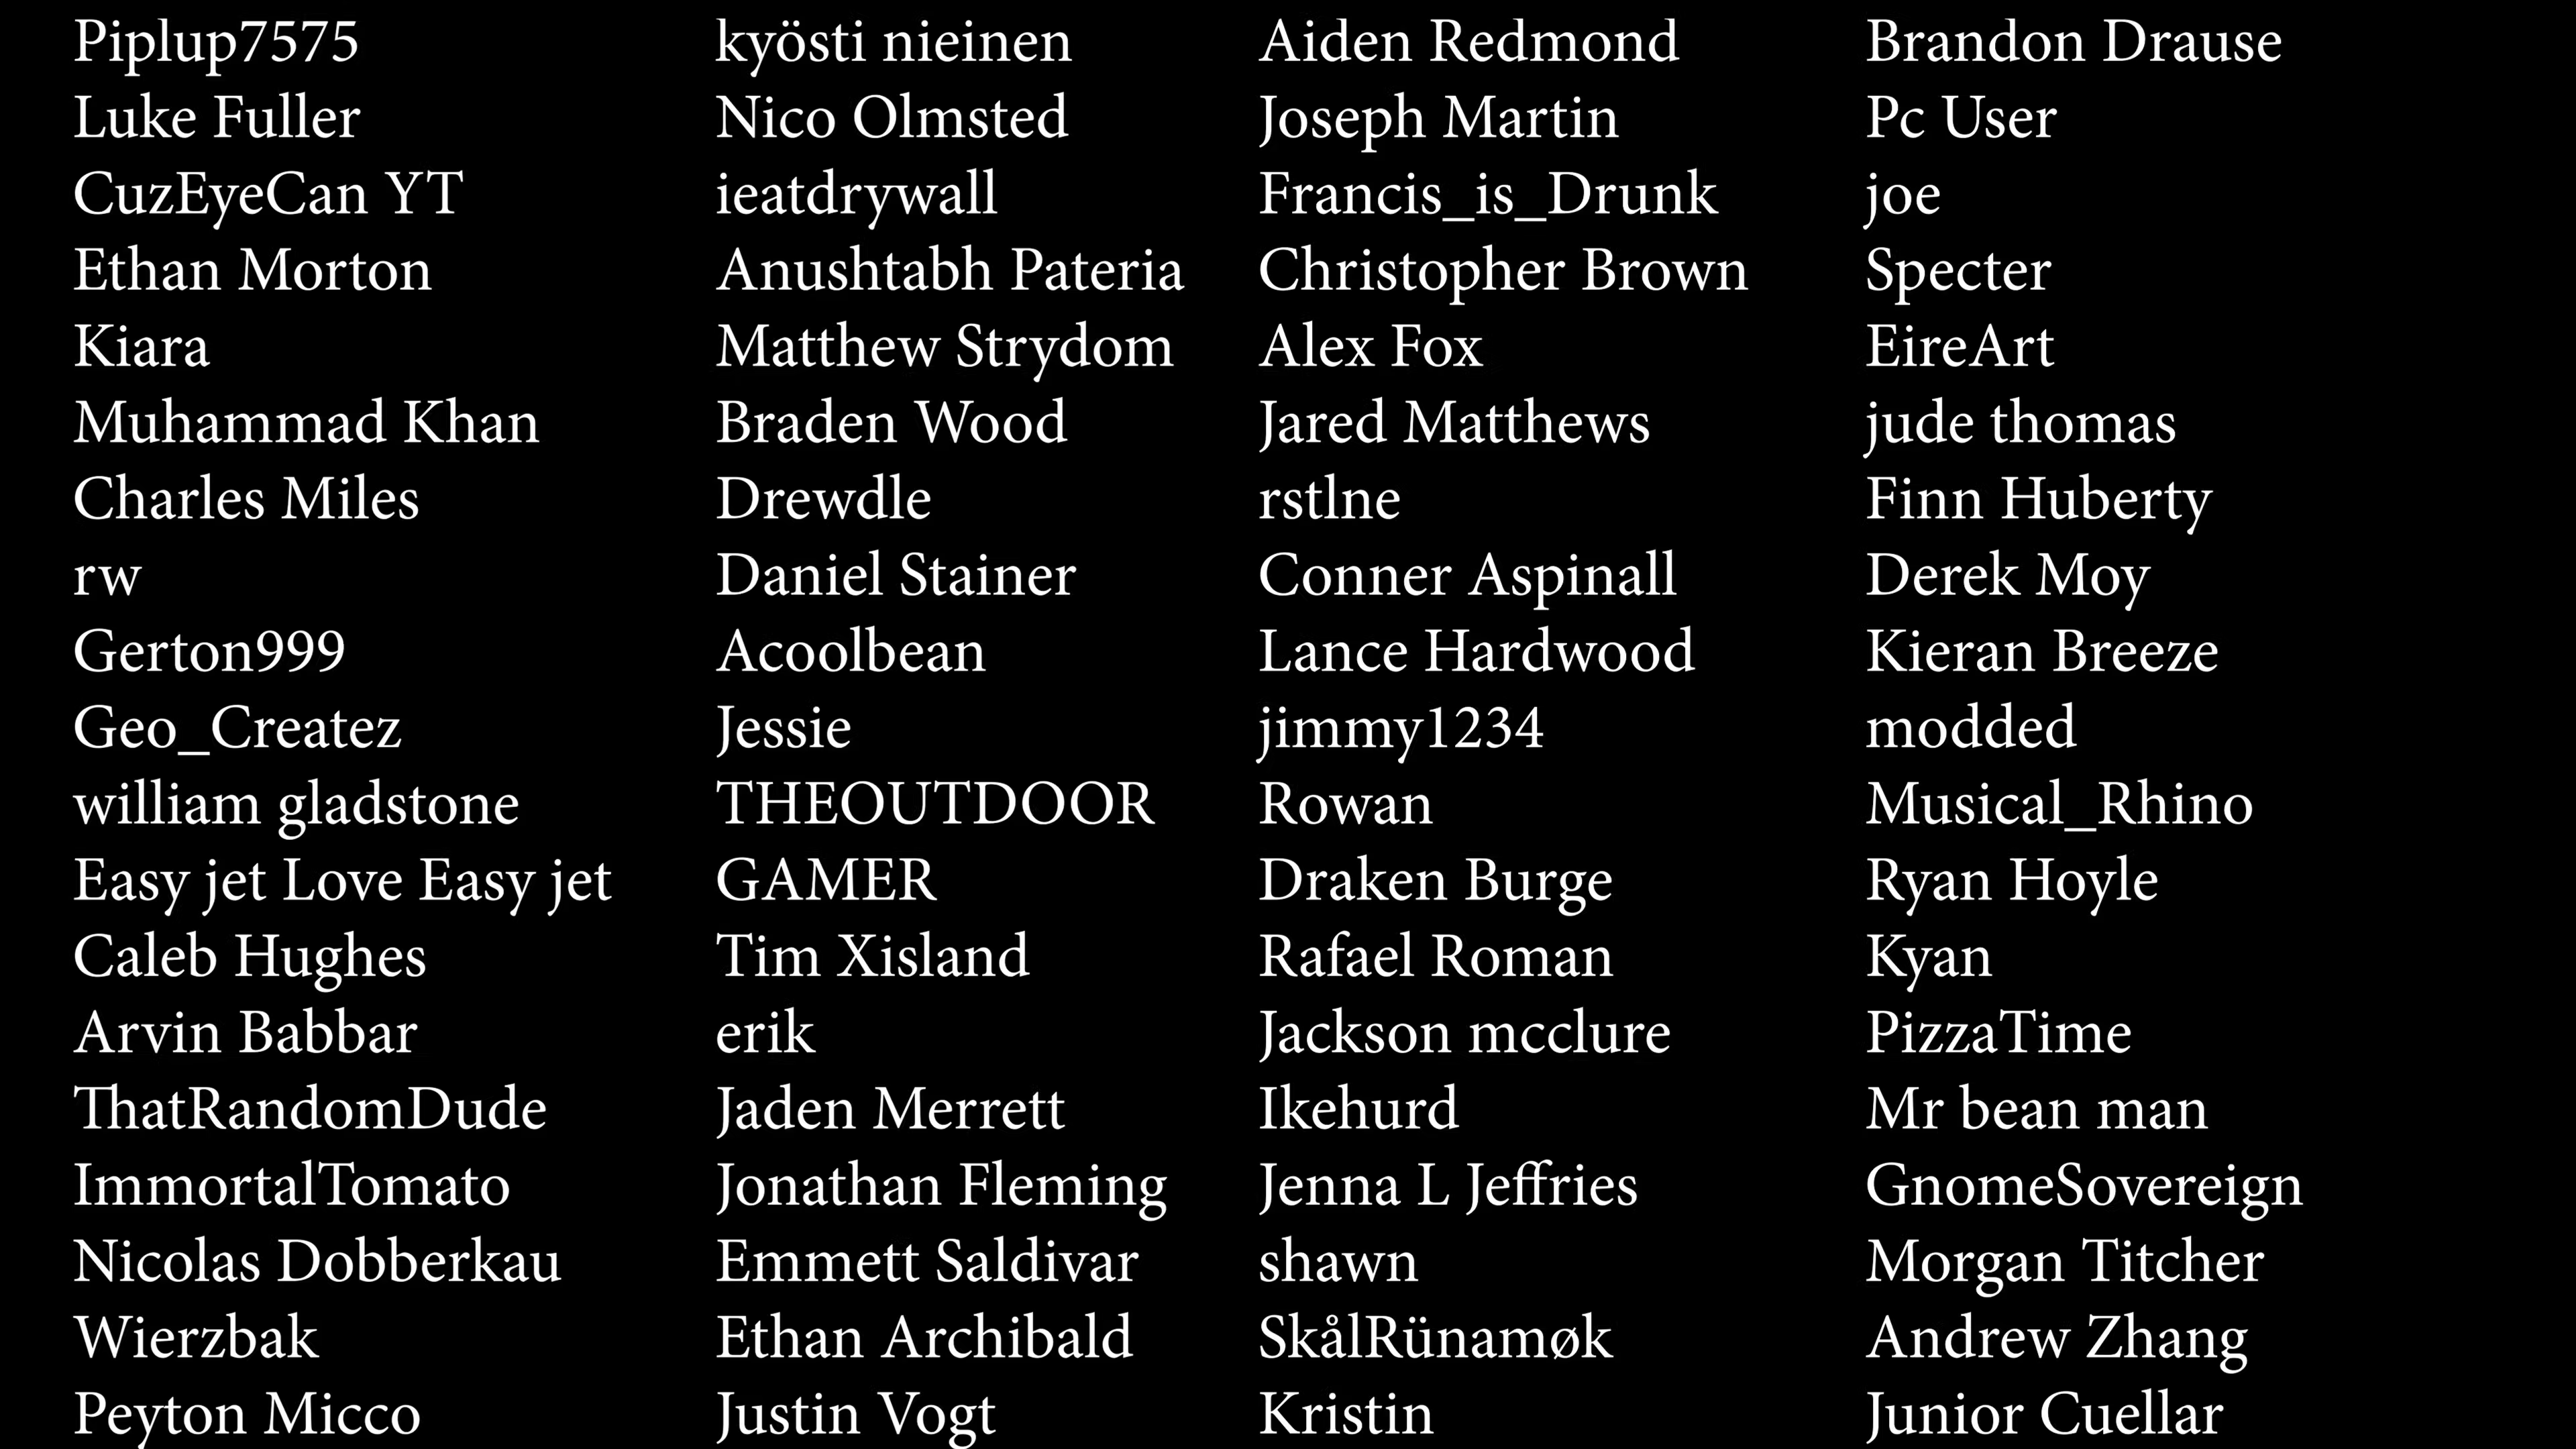 Piplup7575
Luke Fuller
CuzEyeCan YT
Ethan Morton
Kiara
Muhammad Khan
Charles Miles
rw
Gerton999
Geo_Createz
william gladstone
Easy jet Love Easy jet
Caleb Hughes
Arvin Babbar
ThatRandomDude
ImmortalTomato
Nicolas Dobberkau
Wierzbak
Peyton Micco
kyösti nieinen
Nico Olmsted
ieatdrywall
Anushtabh Pateria
Matthew Strydom
Braden Wood
Drewdle
Daniel Stainer
Acoolbean
Jessie
THEOUTDOOR
GAMER
Tim Xisland
erik
Jaden Merrett
Jonathan Fleming
Emmett Saldivar
Ethan Archibald
Justin Vogt
Aiden Redmond
Joseph Martin
Francis_is_Drunk
Christopher Brown
Alex Fox
Jared Matthews
rstlne
Conner Aspinall
Lance Hardwood
jimmy1234
Rowan
Draken Burge
Rafael Roman
Jackson mcclure
Ikehurd
Jenna L Jeffries
shawn
SkålRünamøk
Kristin
Brandon Drause
Pc User
joe
Specter
EireArt
jude thomas
Finn Huberty
Derek Moy
Kieran Breeze
modded
Musical_Rhino
Ryan Hoyle
Kyan
PizzaTime
Mr bean man
GnomeSovereign
Morgan Titcher
Andrew Zhang
Junior Cuellar